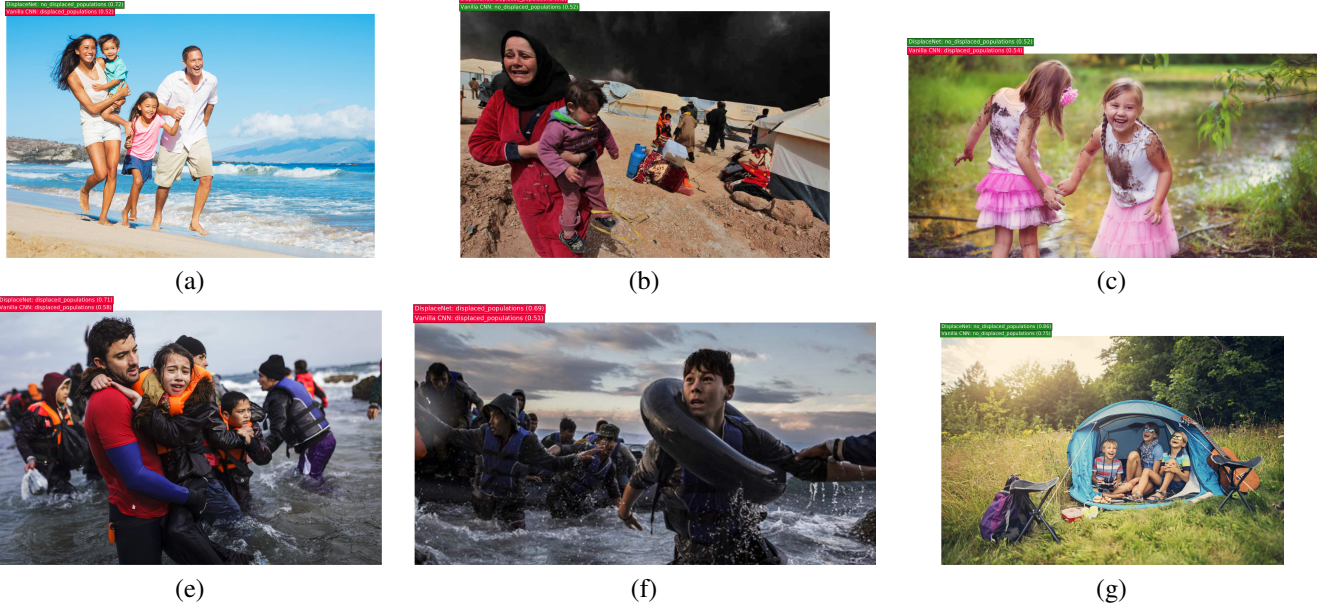 DisplaceNet: no_displaced_populations (0.72)
Vanilla CNN: displaced_populations (0.52)
Vanilla CNN: no_displaced_populations (0.52)
DisplaceNet: no_displaced_populations (0.52)
Vanilla CNN: displaced_populations (0.54)
(a)
(b)
(c)
DisplaceNet: displaced_populations (0.71)
Vanilla CNN: displaced_populations (0.58)
DisplaceNet: displaced_populations (0.69)
Vanilla CNN: displaced_populations (0.51)
DisplaceNet: no_displaced_populations (0.86)
Vanilla CNN: no_displaced_populations (0.75)
(e)
(f)
(g)